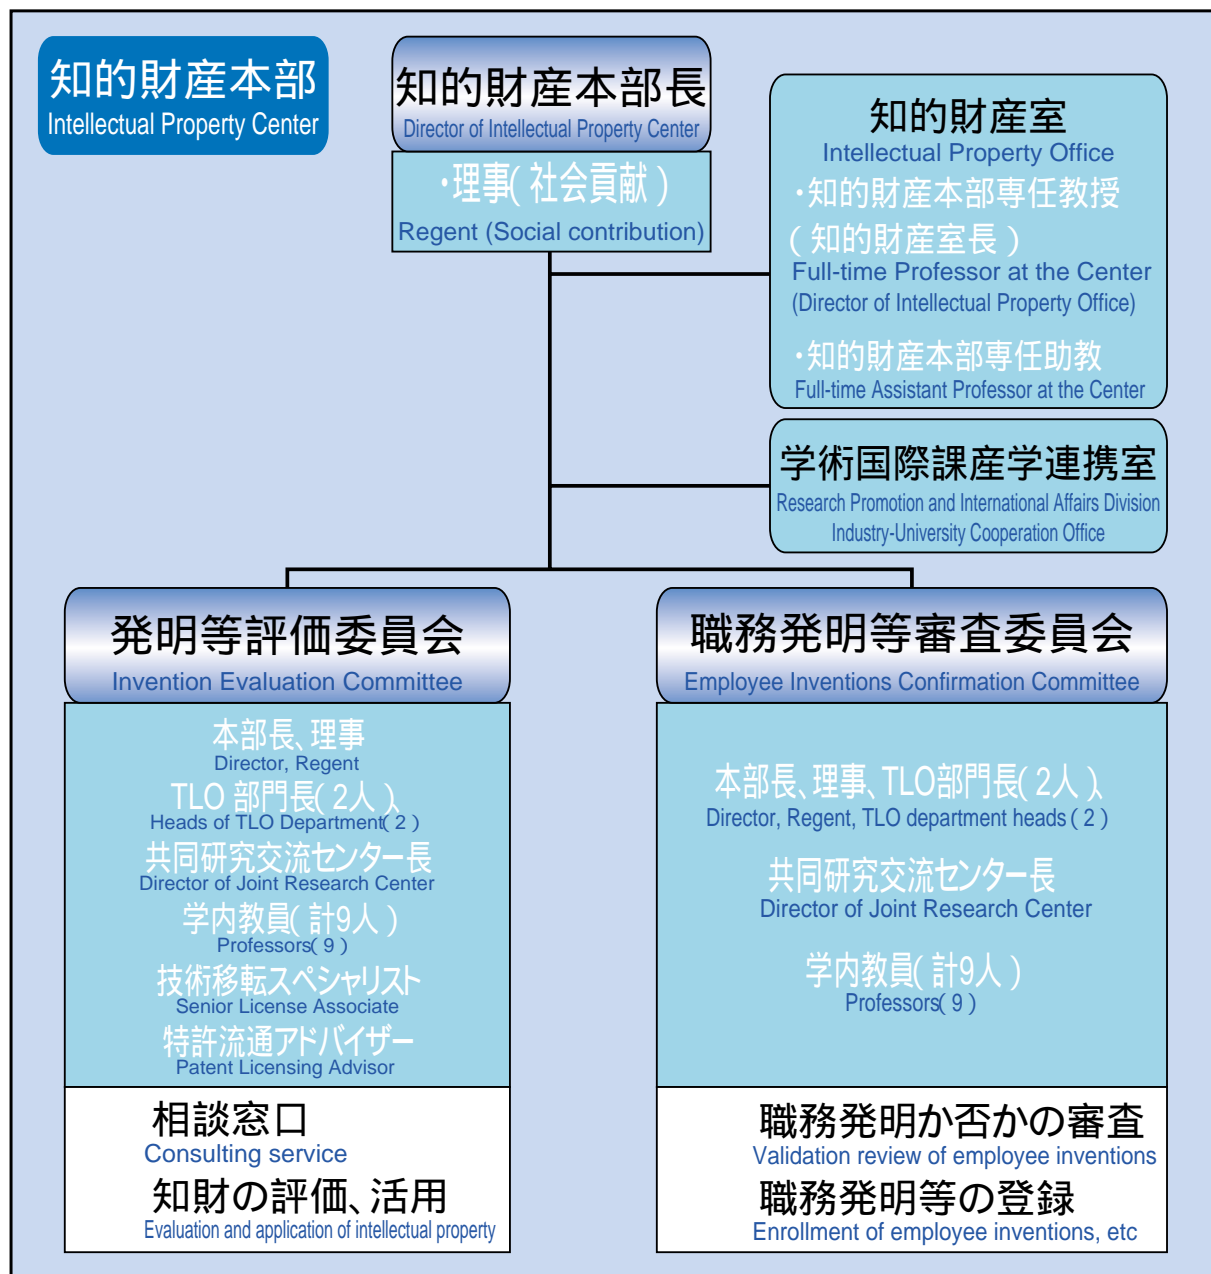 知的財産本部
Intellectual Property Center
知的財産本部長
Director of Intellectual Property Center
・理事(社会貢献)
Regent (Social contribution)
知的財産室
Intellectual Property Office
・知的財産本部専任教授
(知的財産室長)
Full-time Professor at the Center
(Director of Intellectual Property Office)
・知的財産本部専任助教
Full-time Assistant Professor at the Center
学術国際課産学連携室
Research Promotion and International Affairs Division
Industry-University Cooperation Office
発明等評価委員会
Invention Evaluation Committee
本部長、理事
Director, Regent
TLO 部門長(2人)、
Heads of TLO Department(2)
共同研究交流センター長
Director of Joint Research Center
学内教員(計9人)
Professors(9)
技術移転スペシャリスト
Senior License Associate
特許流通アドバイザー
Patent Licensing Advisor
相談窓口
Consulting service
知財の評価、活用
Evaluation and application of intellectual property
職務発明等審査委員会
Employee Inventions Confirmation Committee
本部長、理事、TLO部門長(2人)、
Director, Regent, TLO department heads(2)
共同研究交流センター長
Director of Joint Research Center
学内教員(計9人)
Professors(9)
職務発明か否かの審査
Validation review of employee inventions
職務発明等の登録
Enrollment of employee inventions, etc